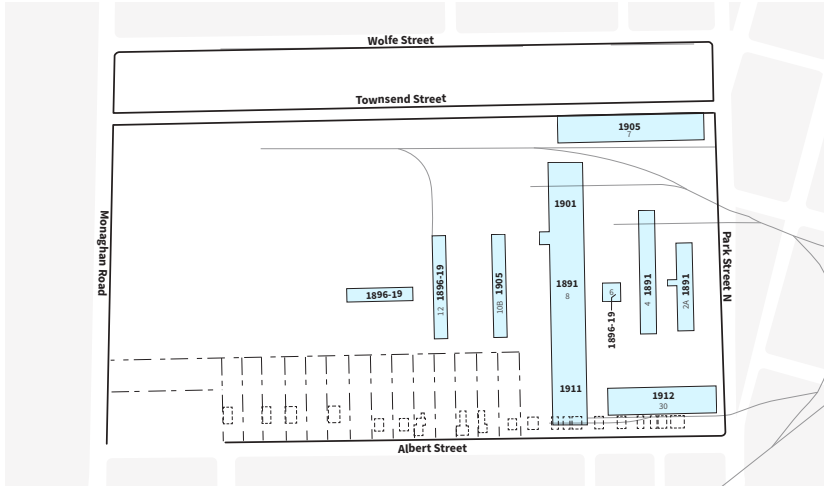 Wolfe Street
Townsend Street
1905
7
Monaghan Road
1901
Park Street N
1896-19
12
1896-19
1905
10B
1891
8
6
1896-19
1891
4
1891
2A
1911
1912
30
Albert Street